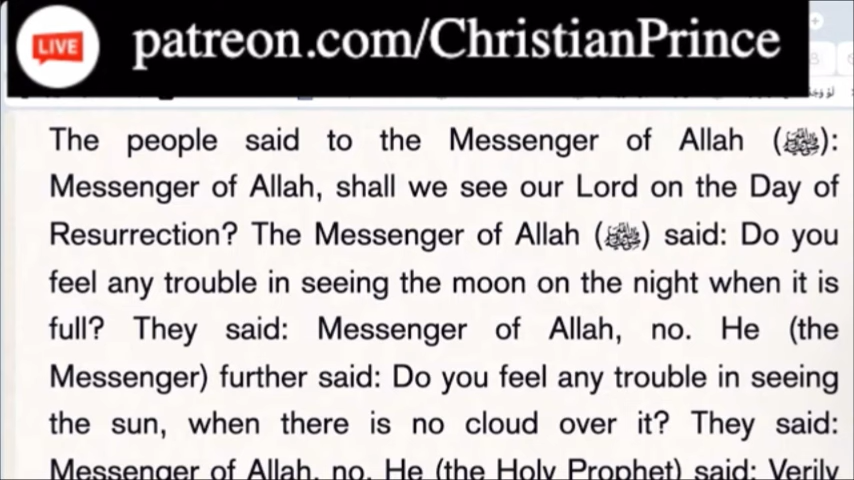 LIVE
patreon.com/ChristianPrince
The people said to the Messenger of Allah (ﷺ):
Messenger of Allah, shall we see our Lord on the Day of
Resurrection? The Messenger of Allah (ﷺ) said: Do you
feel any trouble in seeing the moon on the night when it is
full? They said: Messenger of Allah, no. He (the
Messenger) further said: Do you feel any trouble in seeing
the sun, when there is no cloud over it? They said:
Messenger of Allah, no. He (the Holy Prophet) said: Verily